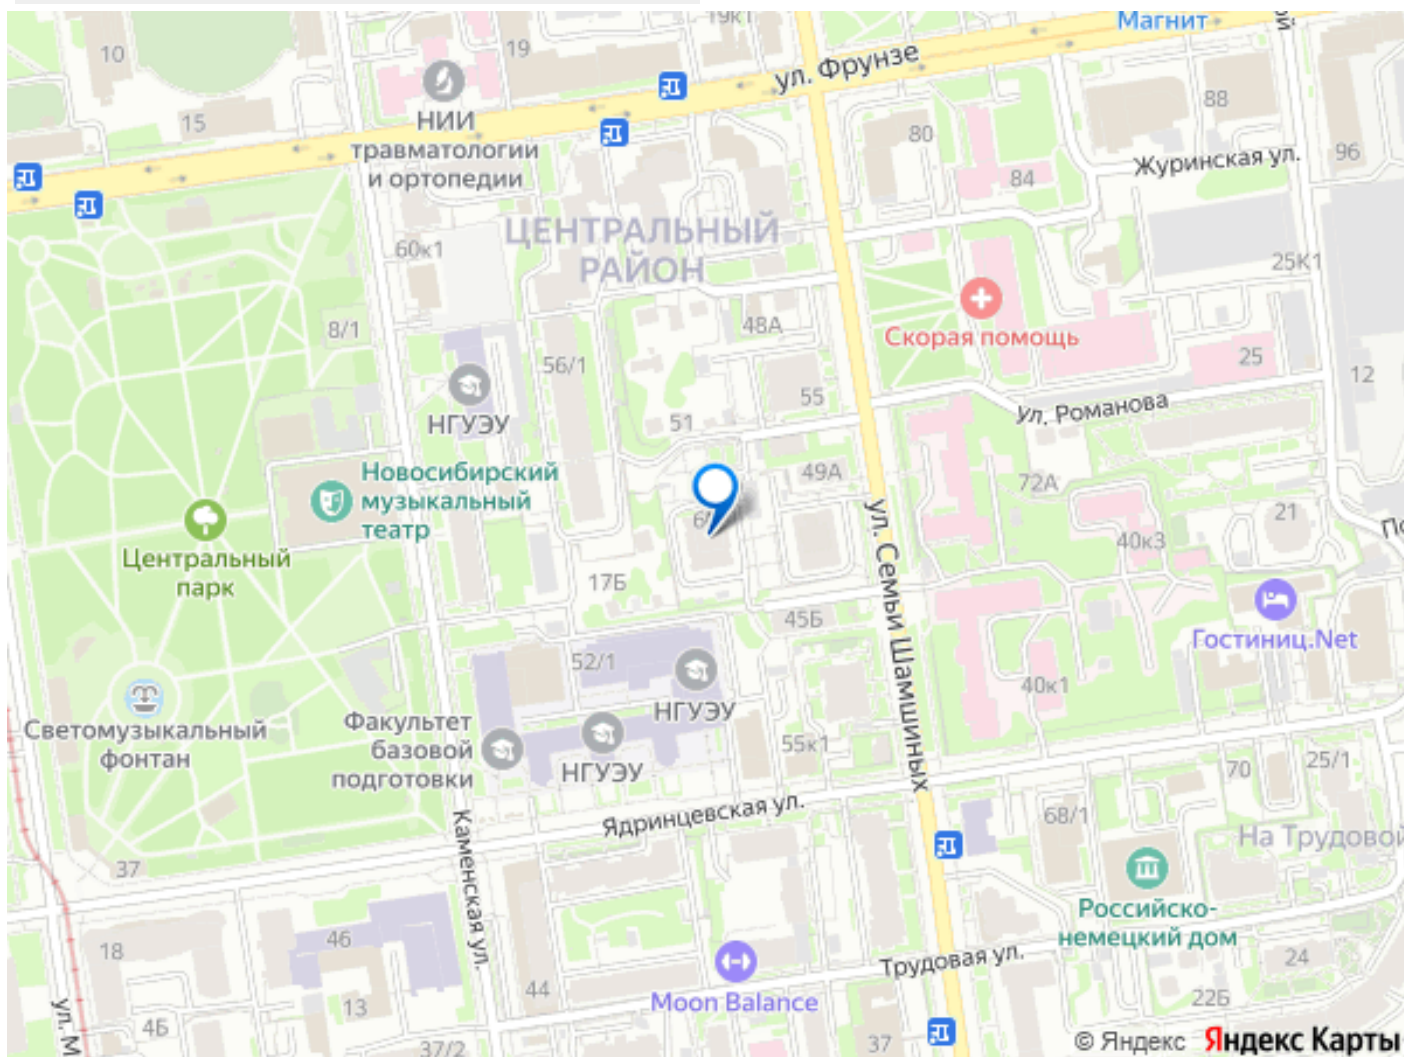 19к1
Магнит
10
19
ул. Фрунзе
88
15
НИИ
травматологии
и ортопедии
80
Журинская ул.
96
84
ЦЕНТРАЛЬНЫЙ
РАЙОН
60к1
25К1
8/1
48А
Скорая помощь
56/1
25
12
55
ул. Романова
НГУЭУ
51
Новосибирский
музыкальный
театр
49А
72А
ул. Семьи Шамшиных
21
40к3
Центральный
парк
17Б
45Б
Гостиниц.Net
52/1
40к1
НГУЭУ
Светомузыкальный
фонтан
Факультет
базовой
подготовки
55к1
НГУЭУ
70
25/1
Ядринцевская ул.
68/1
На Трудовой
Каменская ул.
37
Российско-
немецкий дом
46
18
Трудовая ул.
24
44
Moon Balance
22Б
13
4Б
ул. М
37/2
37
© Яндекс Яндекс Карты